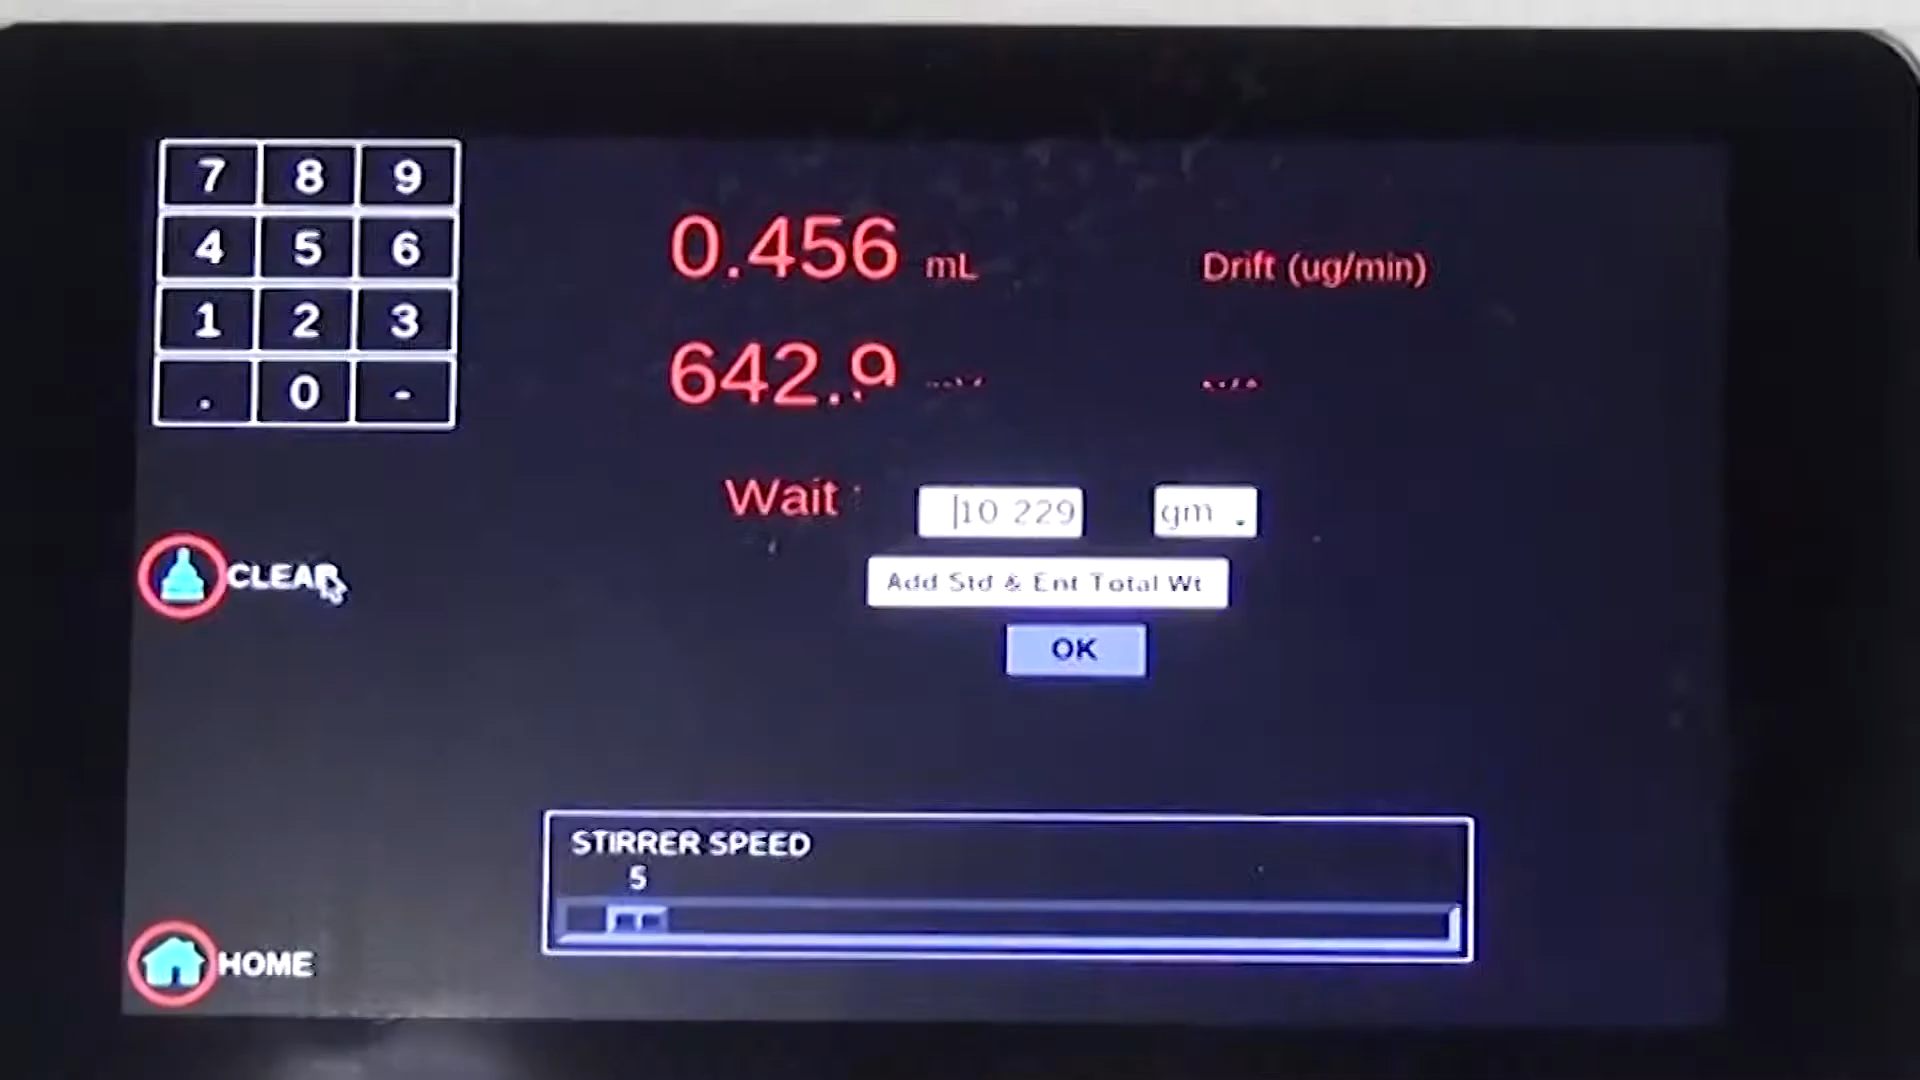 7 8 9
4 5 6
1 2 3
. 0 -
0.456 mL
Drift (ug/min)
642.9
Wait :
10 229 gm
Add Std & Ent Total Wt
OK
CLEAR
STIRRER SPEED
5
HOME